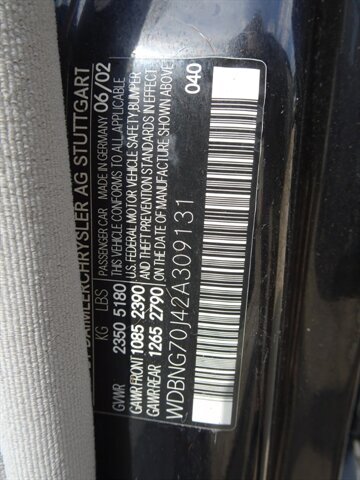 DAIMLERCHRYSLER AG STUTTGART
PASSENGER CAR MADE IN GERMANY 06/02
KG LBS THIS VEHICLE CONFORMS TO ALL APPLICABLE
GVWR 2350 5180 U.S. FEDERAL MOTOR VEHICLE SAFETY BUMPER
GAWR FRONT 1085 2390 AND THEFT PREVENTION STANDARDS IN EFFECT
GAWR REAR 1265 2790 ON THE DATE OF MANUFACTURE SHOWN ABOVE
040
WDBNG70J42A309131